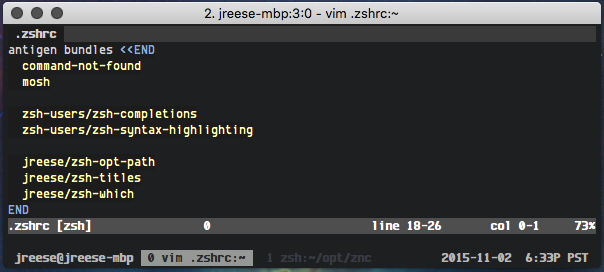 2. jreese-mbp:3:0 - vim .zshrc:~
.zshrc
antigen bundles <<END
command-not-found
mosh
zsh-users/zsh-completions
zsh-users/zsh-syntax-highlighting
jreese/zsh-opt-path
jreese/zsh-titles
jreese/zsh-which
END
.zshrc [zsh] 0 line 18-26 col 0-1 73%
jreese@jreese-mbp 0 vim .zshrc:~ 1 zsh:~/opt/znc 2015-11-02 6:33P PST